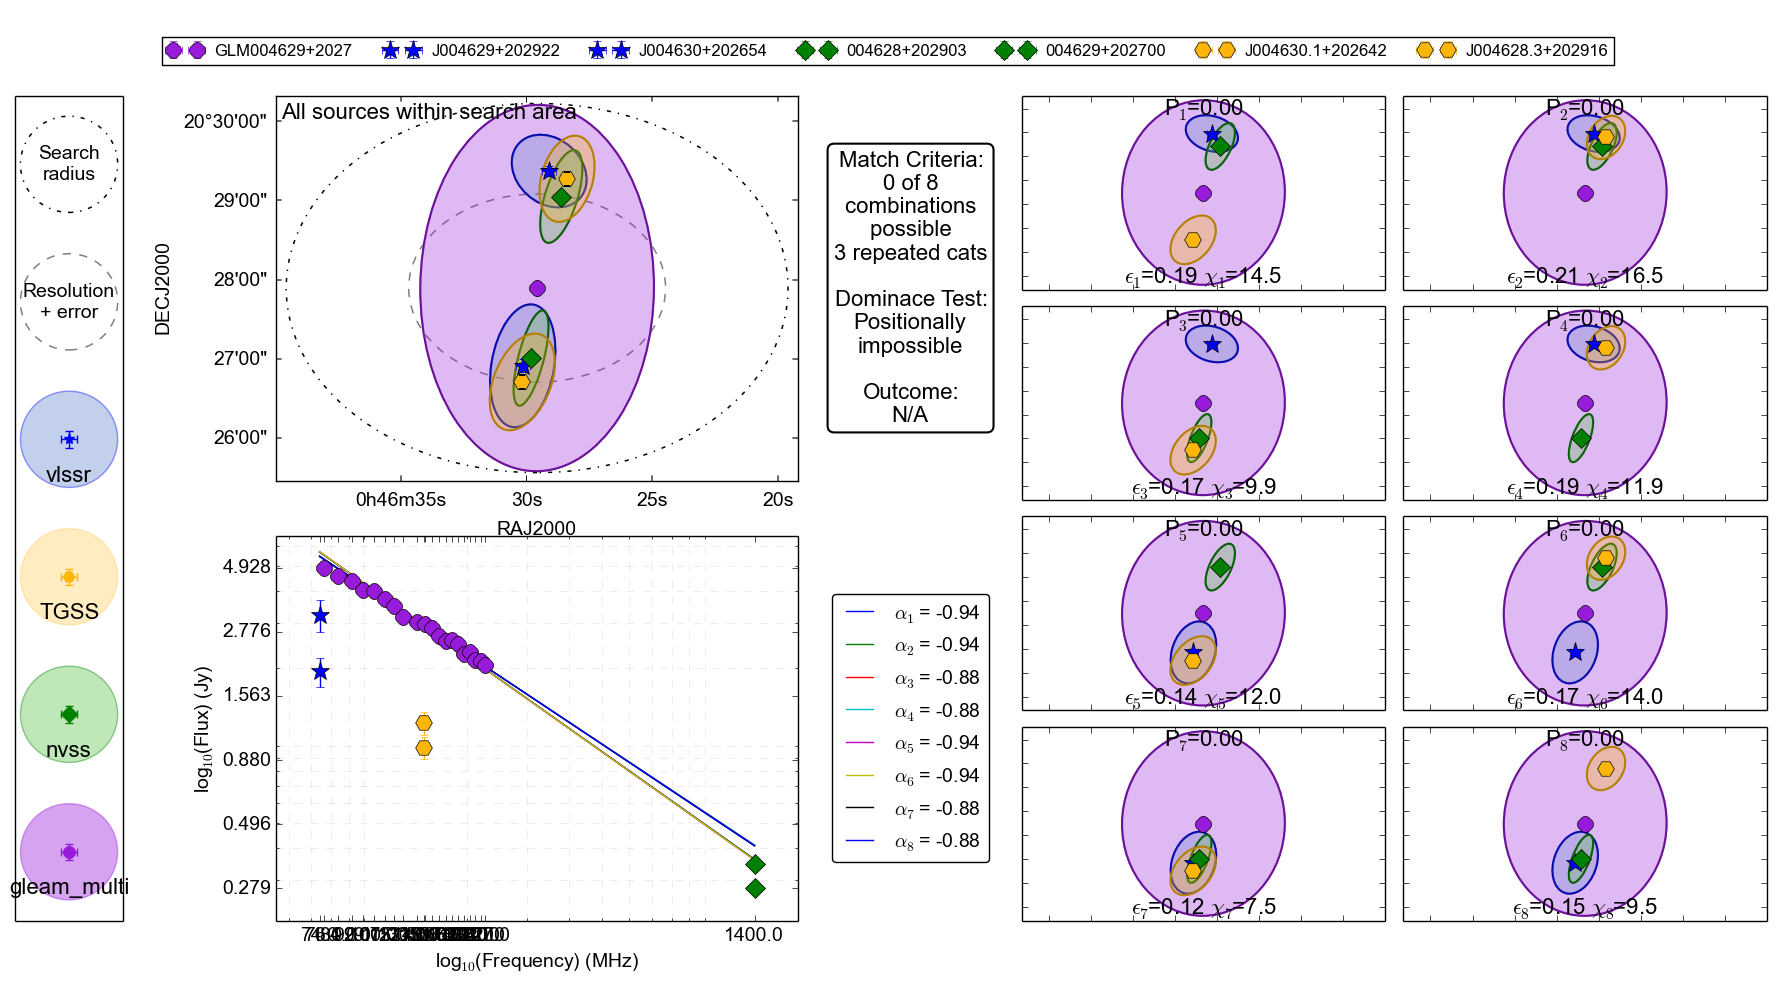 GLM004629+2027 J004629+202922 J004630+202654 004628+202903 004629+202700 J004630.1+202642 J004628.3+202916
Search
radius
Resolution
+ error
vlssr
TGSS
nvss
gleam_multi
All sources within search area
DECJ2000
20°30'00"
29'00"
28'00"
27'00"
26'00"
0h46m35s 30s 25s 20s
RAJ2000
Match Criteria:
0 of 8
combinations
possible
3 repeated cats
Dominace Test:
Positionally
impossible
Outcome:
N/A
log10(Flux) (Jy)
4.928
2.776
1.563
0.880
0.496
0.279
1400.0
log10(Frequency) (MHz)
α1 = -0.94
α2 = -0.94
α3 = -0.88
α4 = -0.88
α5 = -0.94
α6 = -0.94
α7 = -0.88
α8 = -0.88
P1=0.00
ϵ1=0.19 χ1=14.5
P2=0.00
ϵ2=0.21 χ2=16.5
P3=0.00
ϵ3=0.17 χ3=9.9
P4=0.00
ϵ4=0.19 χ4=11.9
P5=0.00
ϵ5=0.14 χ5=12.0
P6=0.00
ϵ6=0.17 χ6=14.0
P7=0.00
ϵ7=0.12 χ7=7.5
P8=0.00
ϵ8=0.15 χ8=9.5